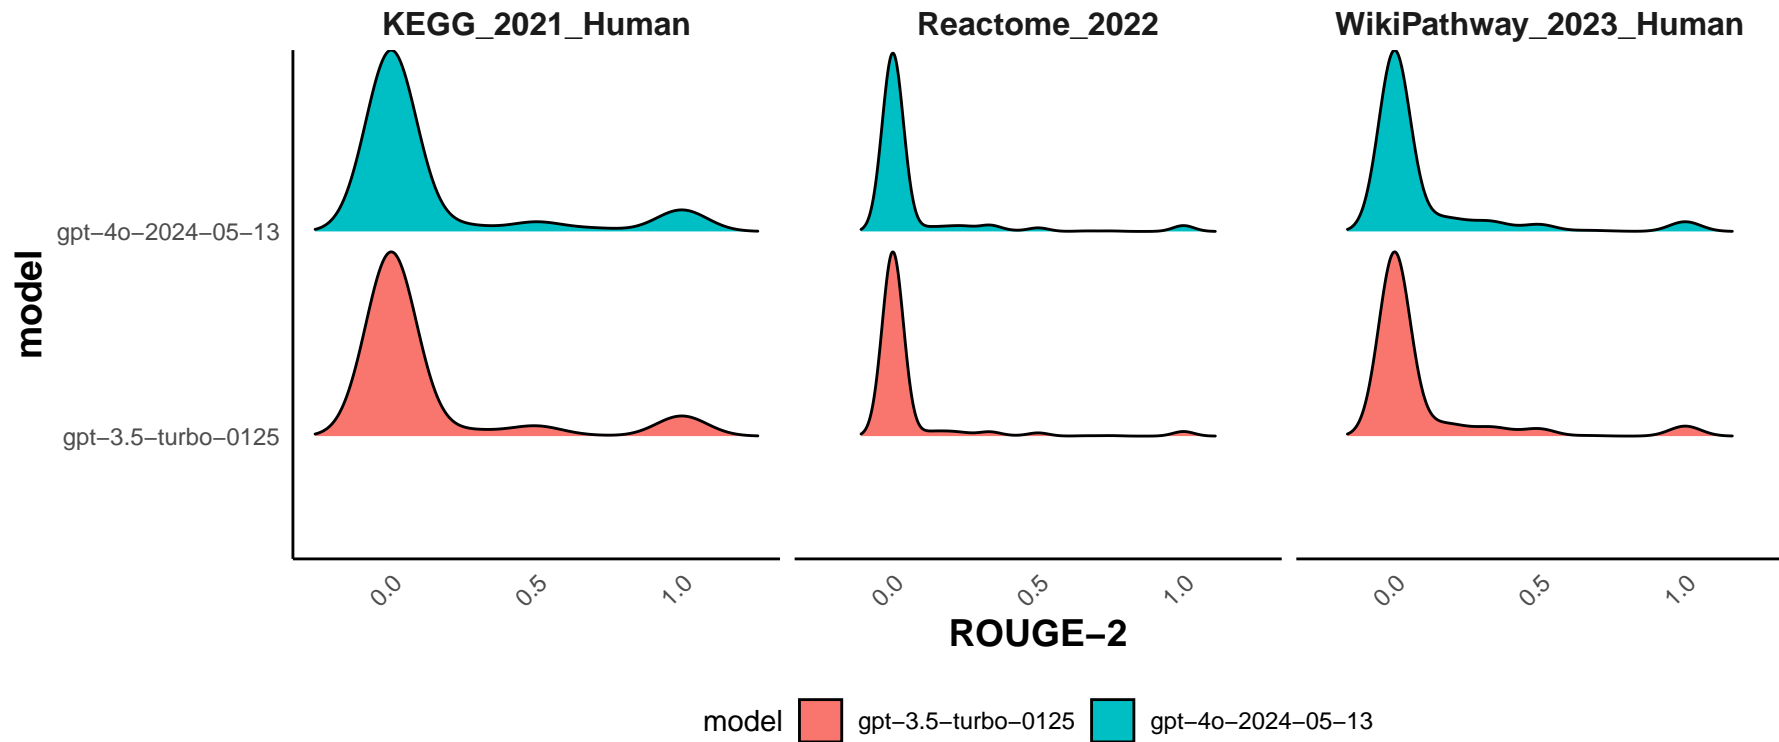 KEGG_2021_Human Reactome_2022 WikiPathway_2023_Human
model
gpt−4o−2024−05−13
gpt−3.5−turbo−0125
0.0 0.5 1.0 0.0 0.5 1.0 0.0 0.5 1.0
ROUGE−2
model gpt−3.5−turbo−0125 gpt−4o−2024−05−13